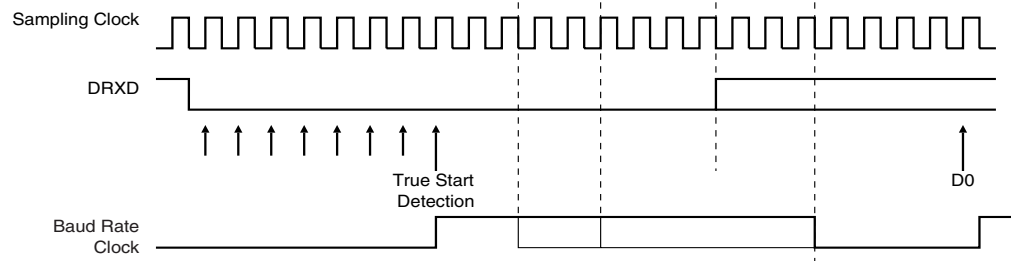 Sampling Clock
DRXD
True Start
Detection
D0
Baud Rate
Clock